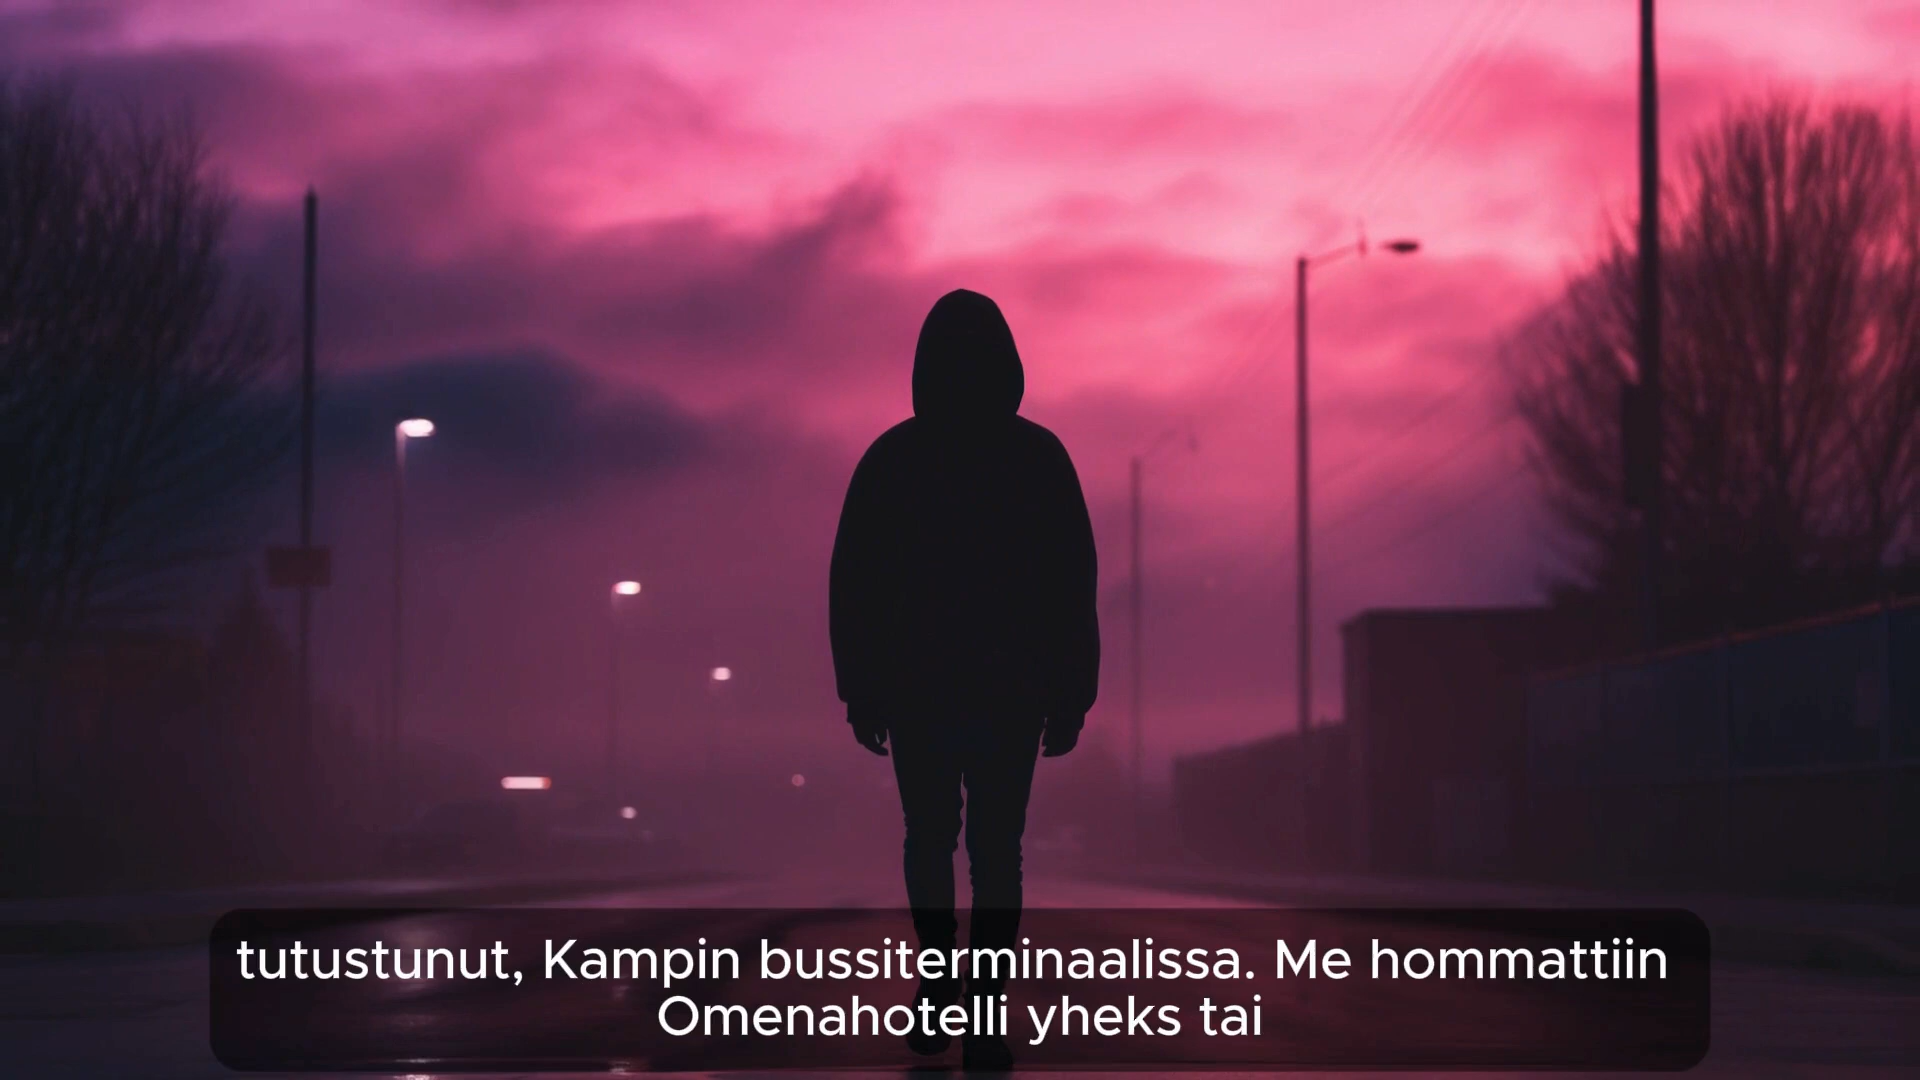 tutustunut, Kampin bussiterminaalissa. Me hommattiin
Omenahotelli yheks tai